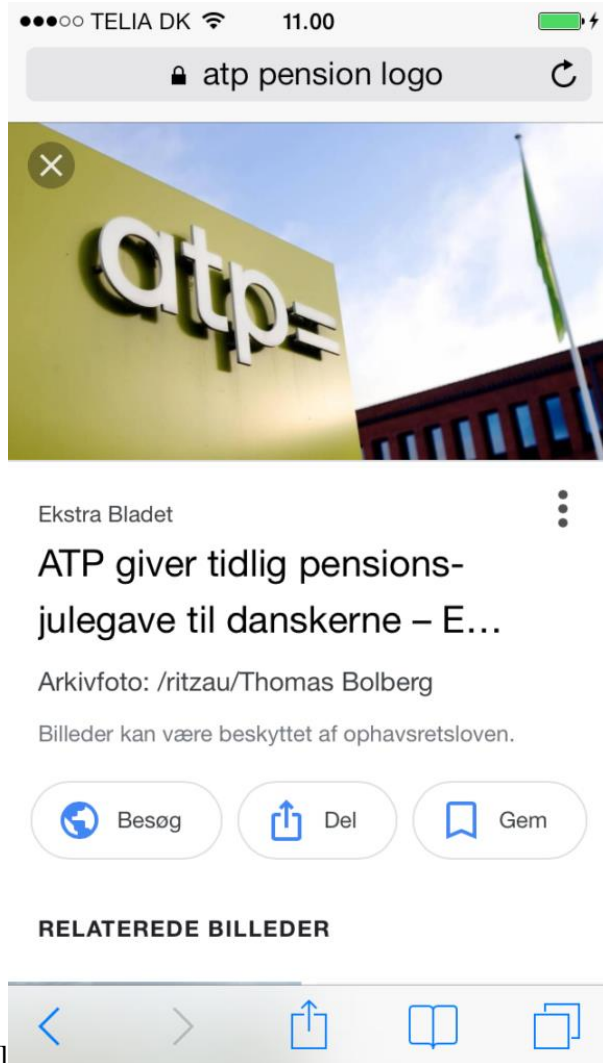 TELIA DK 11.00
atp pension logo
atp=
Ekstra Bladet
ATP giver tidlig pensions-
julegave til danskerne – E...
Arkivfoto: /ritzau/Thomas Bolberg
Billeder kan være beskyttet af ophavsretsloven.
Besøg Del Gem
RELATEREDE BILLEDER